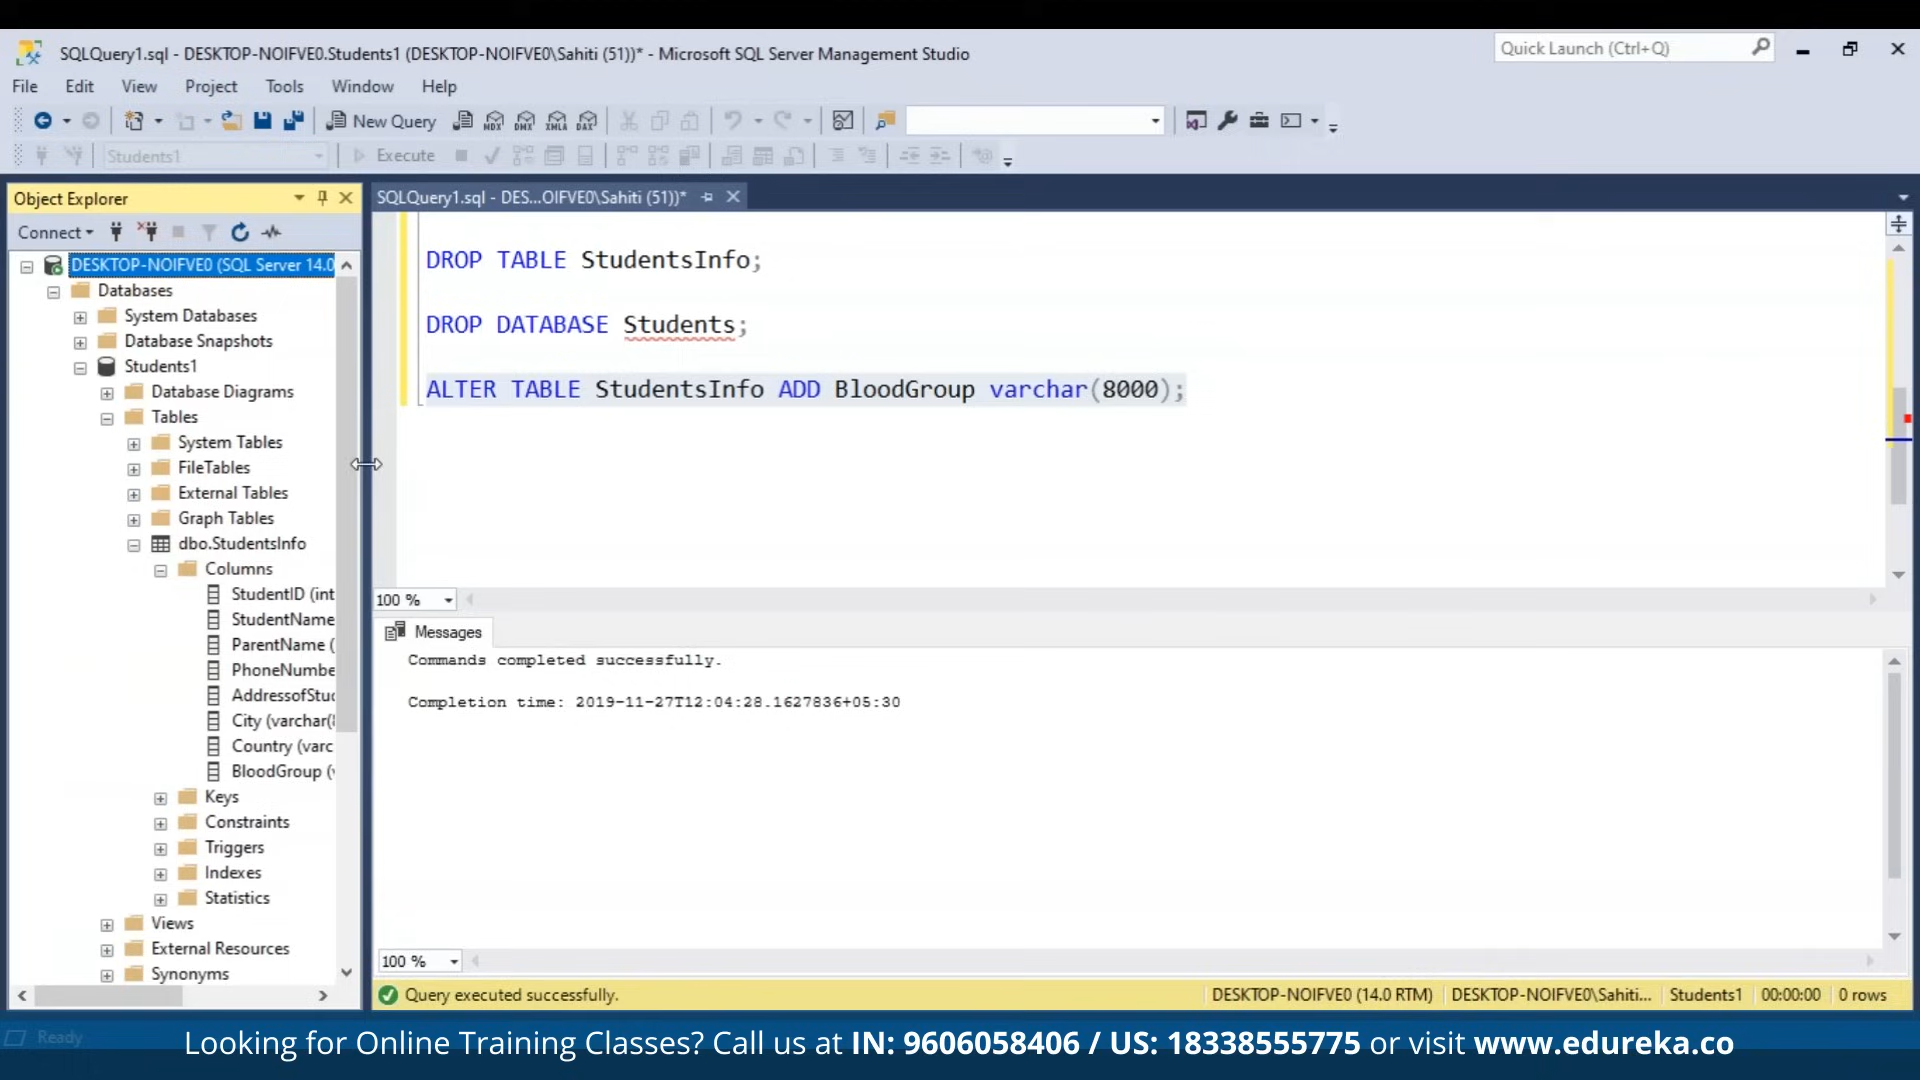 SQLQuery1.sql - DESKTOP-NOIFVE0.Students1 (DESKTOP-NOIFVE0\Sahiti (51))* - Microsoft SQL Server Management Studio
Quick Launch (Ctrl+Q)
File Edit View Project Tools Window Help
New Query MDX DMX XMLA DAX
Students1 Execute
Object Explorer
SQLQuery1.sql - DES...OIFVE0\Sahiti (51))*
Connect
DESKTOP-NOIFVE0 (SQL Server 14.0
Databases
System Databases
Database Snapshots
Students1
Database Diagrams
Tables
System Tables
FileTables
External Tables
Graph Tables
dbo.StudentsInfo
Columns
StudentID (int
StudentName
ParentName (
PhoneNumbe
AddressofStuc
City (varchar(
Country (varc
BloodGroup (
Keys
Constraints
Triggers
Indexes
Statistics
Views
External Resources
Synonyms
DROP TABLE StudentsInfo;
DROP DATABASE Students;
ALTER TABLE StudentsInfo ADD BloodGroup varchar(8000);
100 %
Messages
Commands completed successfully.
Completion time: 2019-11-27T12:04:28.1627836+05:30
100 %
Query executed successfully. DESKTOP-NOIFVE0 (14.0 RTM) DESKTOP-NOIFVE0\Sahiti... Students1 00:00:00 0 rows
Ready
Looking for Online Training Classes? Call us at IN: 9606058406 / US: 18338555775 or visit www.edureka.co